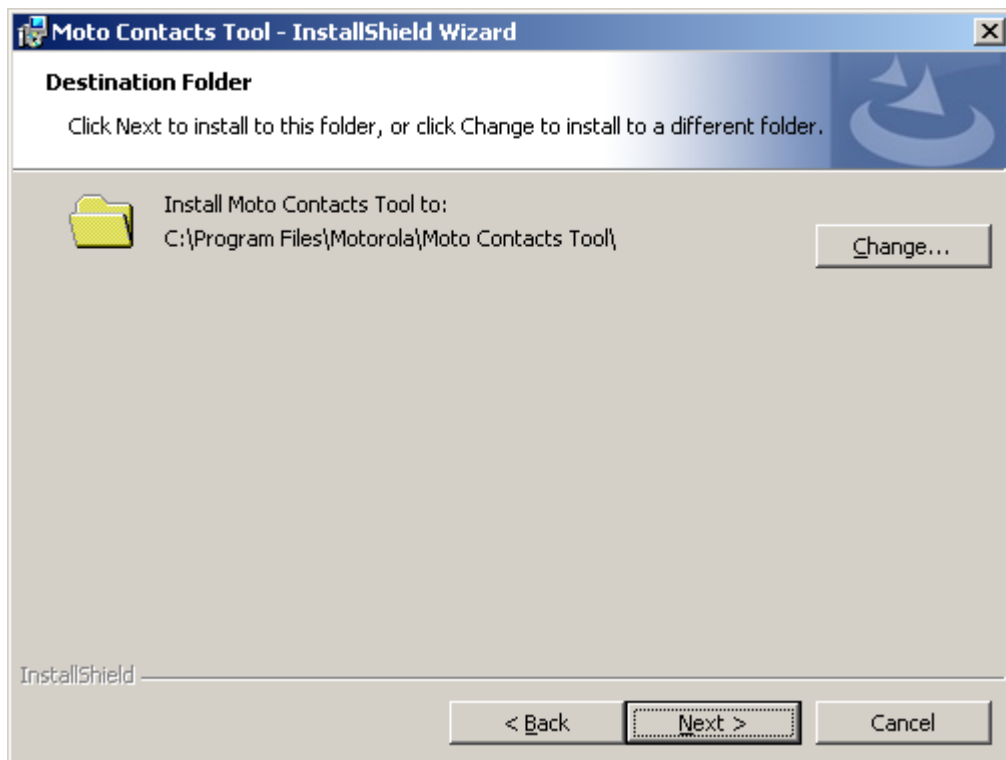 Moto Contacts Tool - InstallShield Wizard
Destination Folder
Click Next to install to this folder, or click Change to install to a different folder.
Install Moto Contacts Tool to:
C:\Program Files\Motorola\Moto Contacts Tool\
Change...
InstallShield
< Back
Next >
Cancel